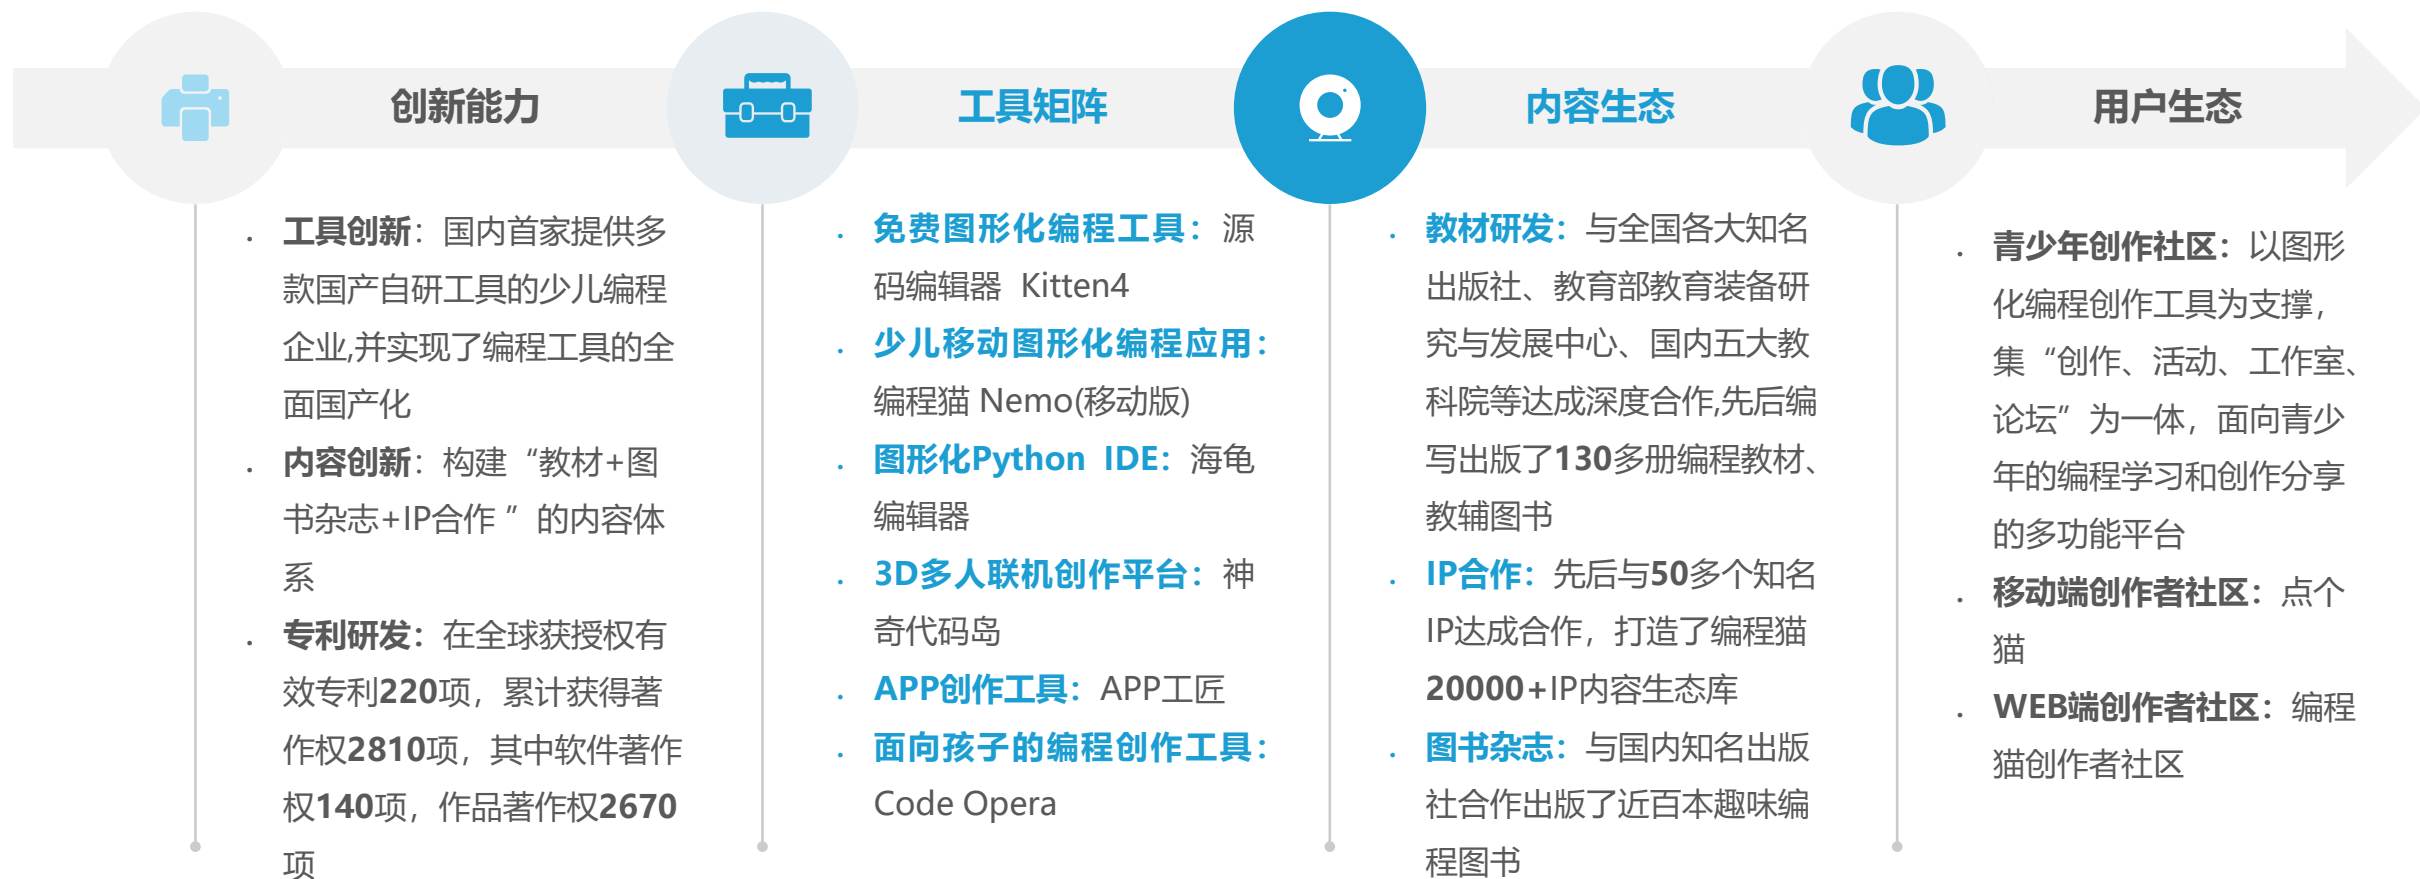 创新能力
工具创新：国内首家提供多
款国产自研工具的少儿编程
企业,并实现了编程工具的全
面国产化
内容创新：构建“教材+图
书杂志+IP合作 ”的内容体
系
专利研发：在全球获授权有
效专利220项，累计获得著
作权2810项，其中软件著作
权140项，作品著作权2670
项
工具矩阵
免费图形化编程工具：源
码编辑器 Kitten4
少儿移动图形化编程应用：
编程猫 Nemo(移动版)
图形化Python IDE：海龟
编辑器
3D多人联机创作平台：神
奇代码岛
APP创作工具：APP工匠
面向孩子的编程创作工具：
Code Opera
内容生态
教材研发：与全国各大知名
出版社、教育部教育装备研
究与发展中心、国内五大教
科院等达成深度合作,先后编
写出版了130多册编程教材、
教辅图书
IP合作：先后与50多个知名
IP达成合作，打造了编程猫
20000+IP内容生态库
图书杂志：与国内知名出版
社合作出版了近百本趣味编
程图书
用户生态
青少年创作社区：以图形
化编程创作工具为支撑，
集“创作、活动、工作室、
论坛”为一体，面向青少
年的编程学习和创作分享
的多功能平台
移动端创作者社区：点个
猫
WEB端创作者社区：编程
猫创作者社区